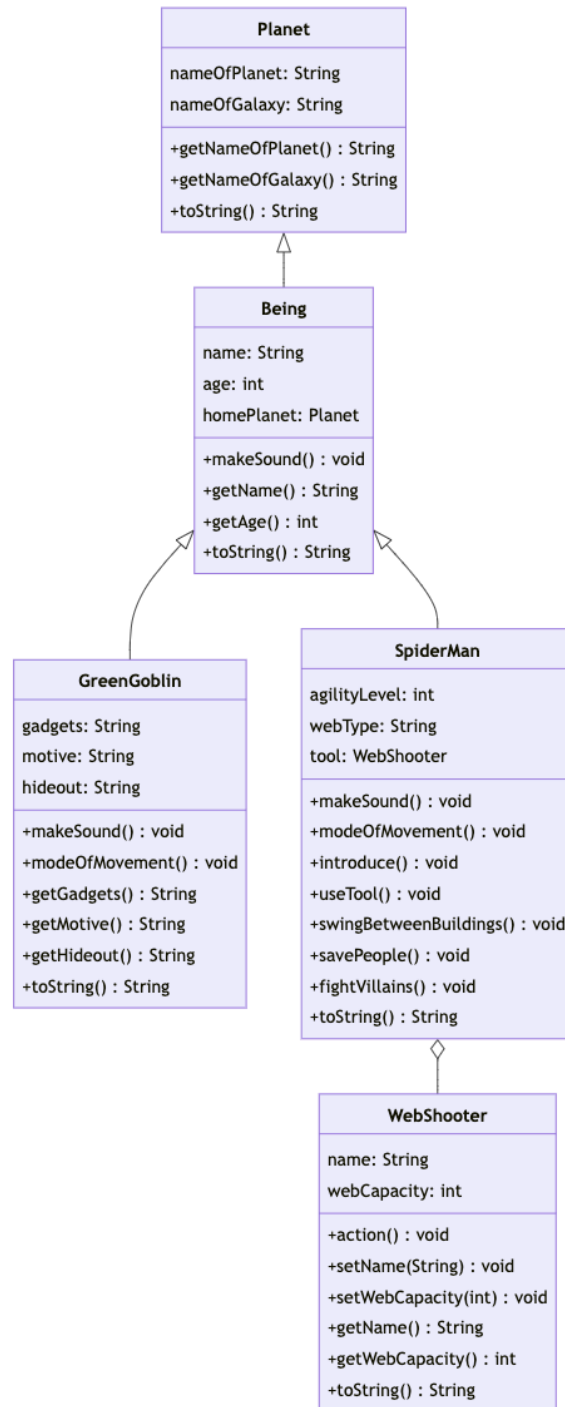 Planet
nameOfPlanet: String
nameOfGalaxy: String
+getNameOfPlanet() : String
+getNameOfGalaxy() : String
+toString() : String
Being
name: String
age: int
homePlanet: Planet
+makeSound() : void
+getName() : String
+getAge() : int
+toString() : String
GreenGoblin
gadgets: String
motive: String
hideout: String
+makeSound() : void
+modeOfMovement() : void
+getGadgets() : String
+getMotive() : String
+getHideout() : String
+toString() : String
SpiderMan
agilityLevel: int
webType: String
tool: WebShooter
+makeSound() : void
+modeOfMovement() : void
+introduce() : void
+useTool() : void
+swingBetweenBuildings() : void
+savePeople() : void
+fightVillains() : void
+toString() : String
WebShooter
name: String
webCapacity: int
+action() : void
+setName(String) : void
+setWebCapacity(int) : void
+getName() : String
+getWebCapacity() : int
+toString() : String